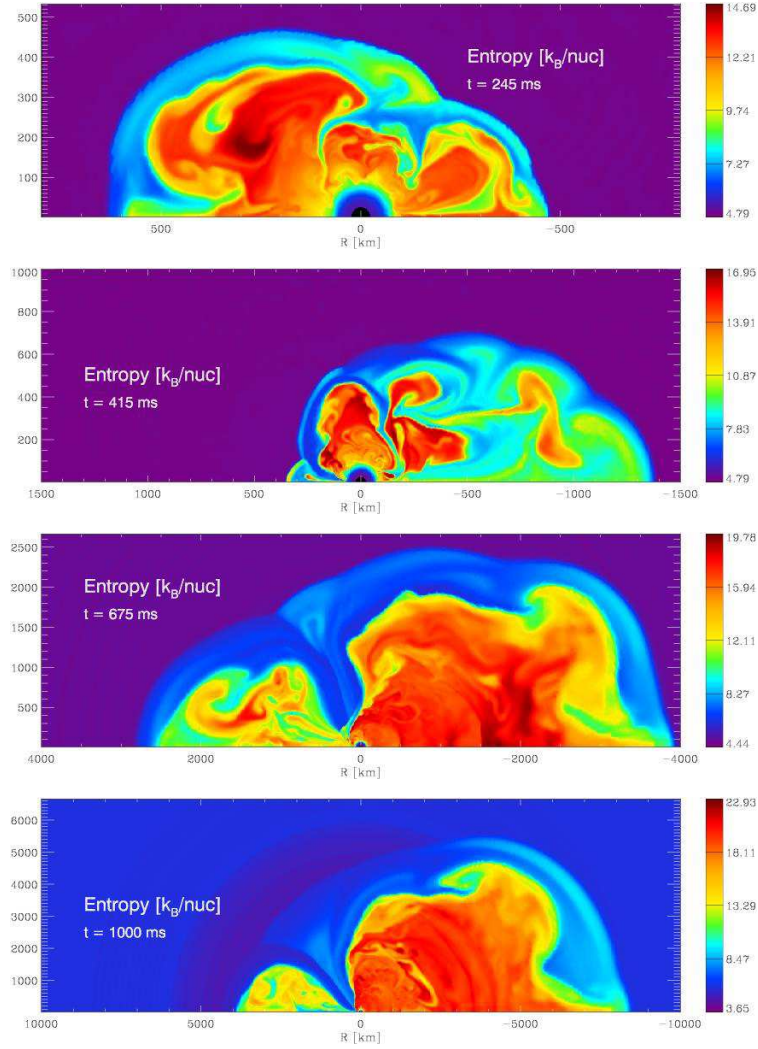 500
400
300
200
100
Entropy [kB/nuc]
t = 245 ms
500 0 -500
R [km]
14.69
14.21
9.74
7.27
4.79
1000
800
600
400
200
Entropy [kB/nuc]
t = 415 ms
1500 1000 500 0 -500 -1000 -1500
R [km]
16.95
13.91
10.87
7.83
4.79
2500
2000
1500
1000
500
Entropy [kB/nuc]
t = 675 ms
4000 2000 0 -2000 -4000
R [km]
19.78
15.94
12.11
8.27
4.44
6000
5000
4000
3000
2000
1000
Entropy [kB/nuc]
t = 1000 ms
10000 5000 0 -5000 -10000
R [km]
22.93
18.11
13.29
8.47
3.65